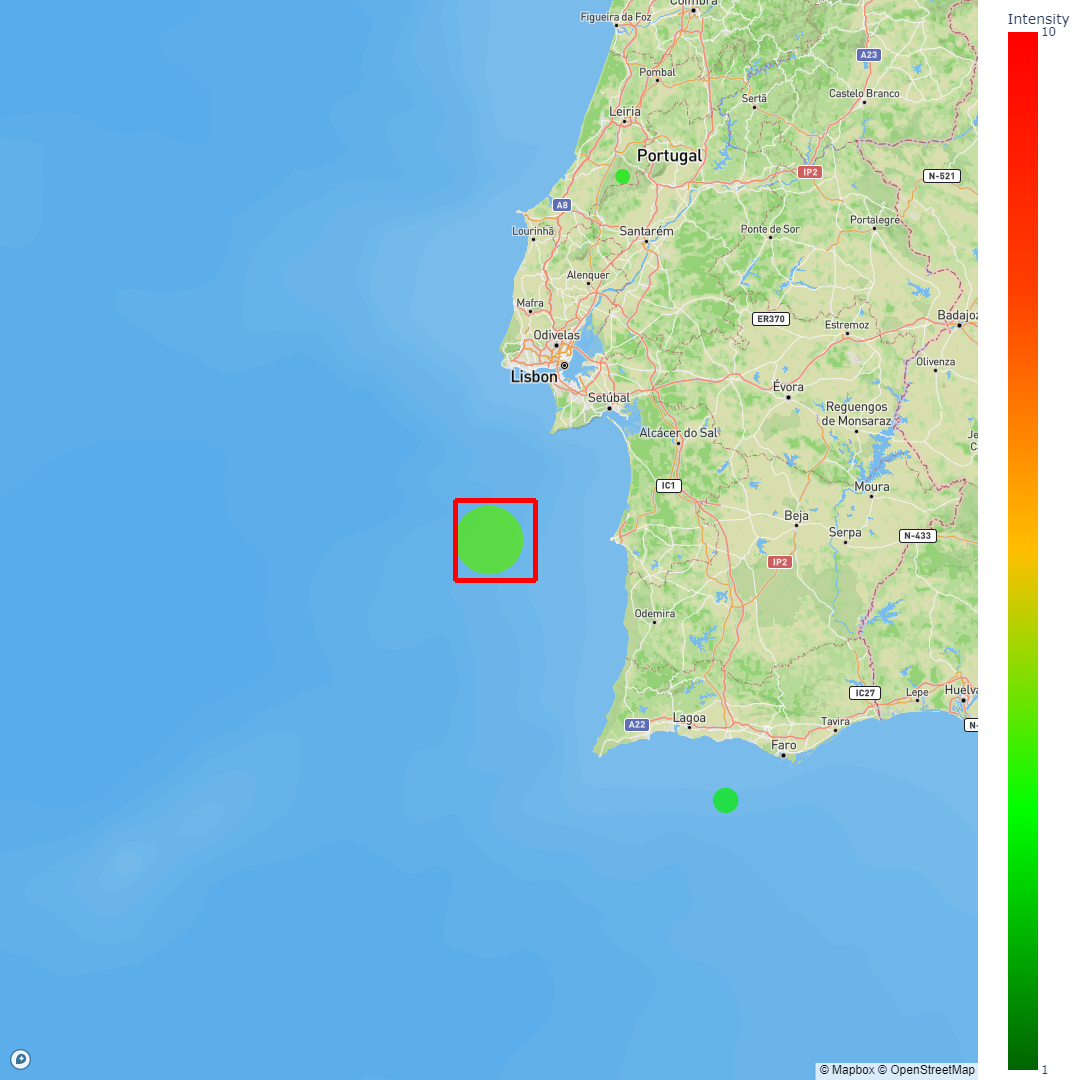 Intensity
10
Coimbra
Figueira da Foz
A23
Pombal
Castelo Branco
Sertã
Leiria
Portugal
IP2
N-521
A8
Portalegre
Lourinhã
Santarém
Ponte de Sor
Alenquer
Mafra
ER370
Badajoz
Estremoz
Odivelas
Olivenza
Lisbon
Évora
Setúbal
Reguengos
de Monsaraz
Alcácer do Sal
IC1
Moura
Beja
Serpa
N-433
IP2
Odemira
IC27
Lepe
Huelva
Lagoa
A22
Tavira
N-
Faro
1
© Mapbox © OpenStreetMap